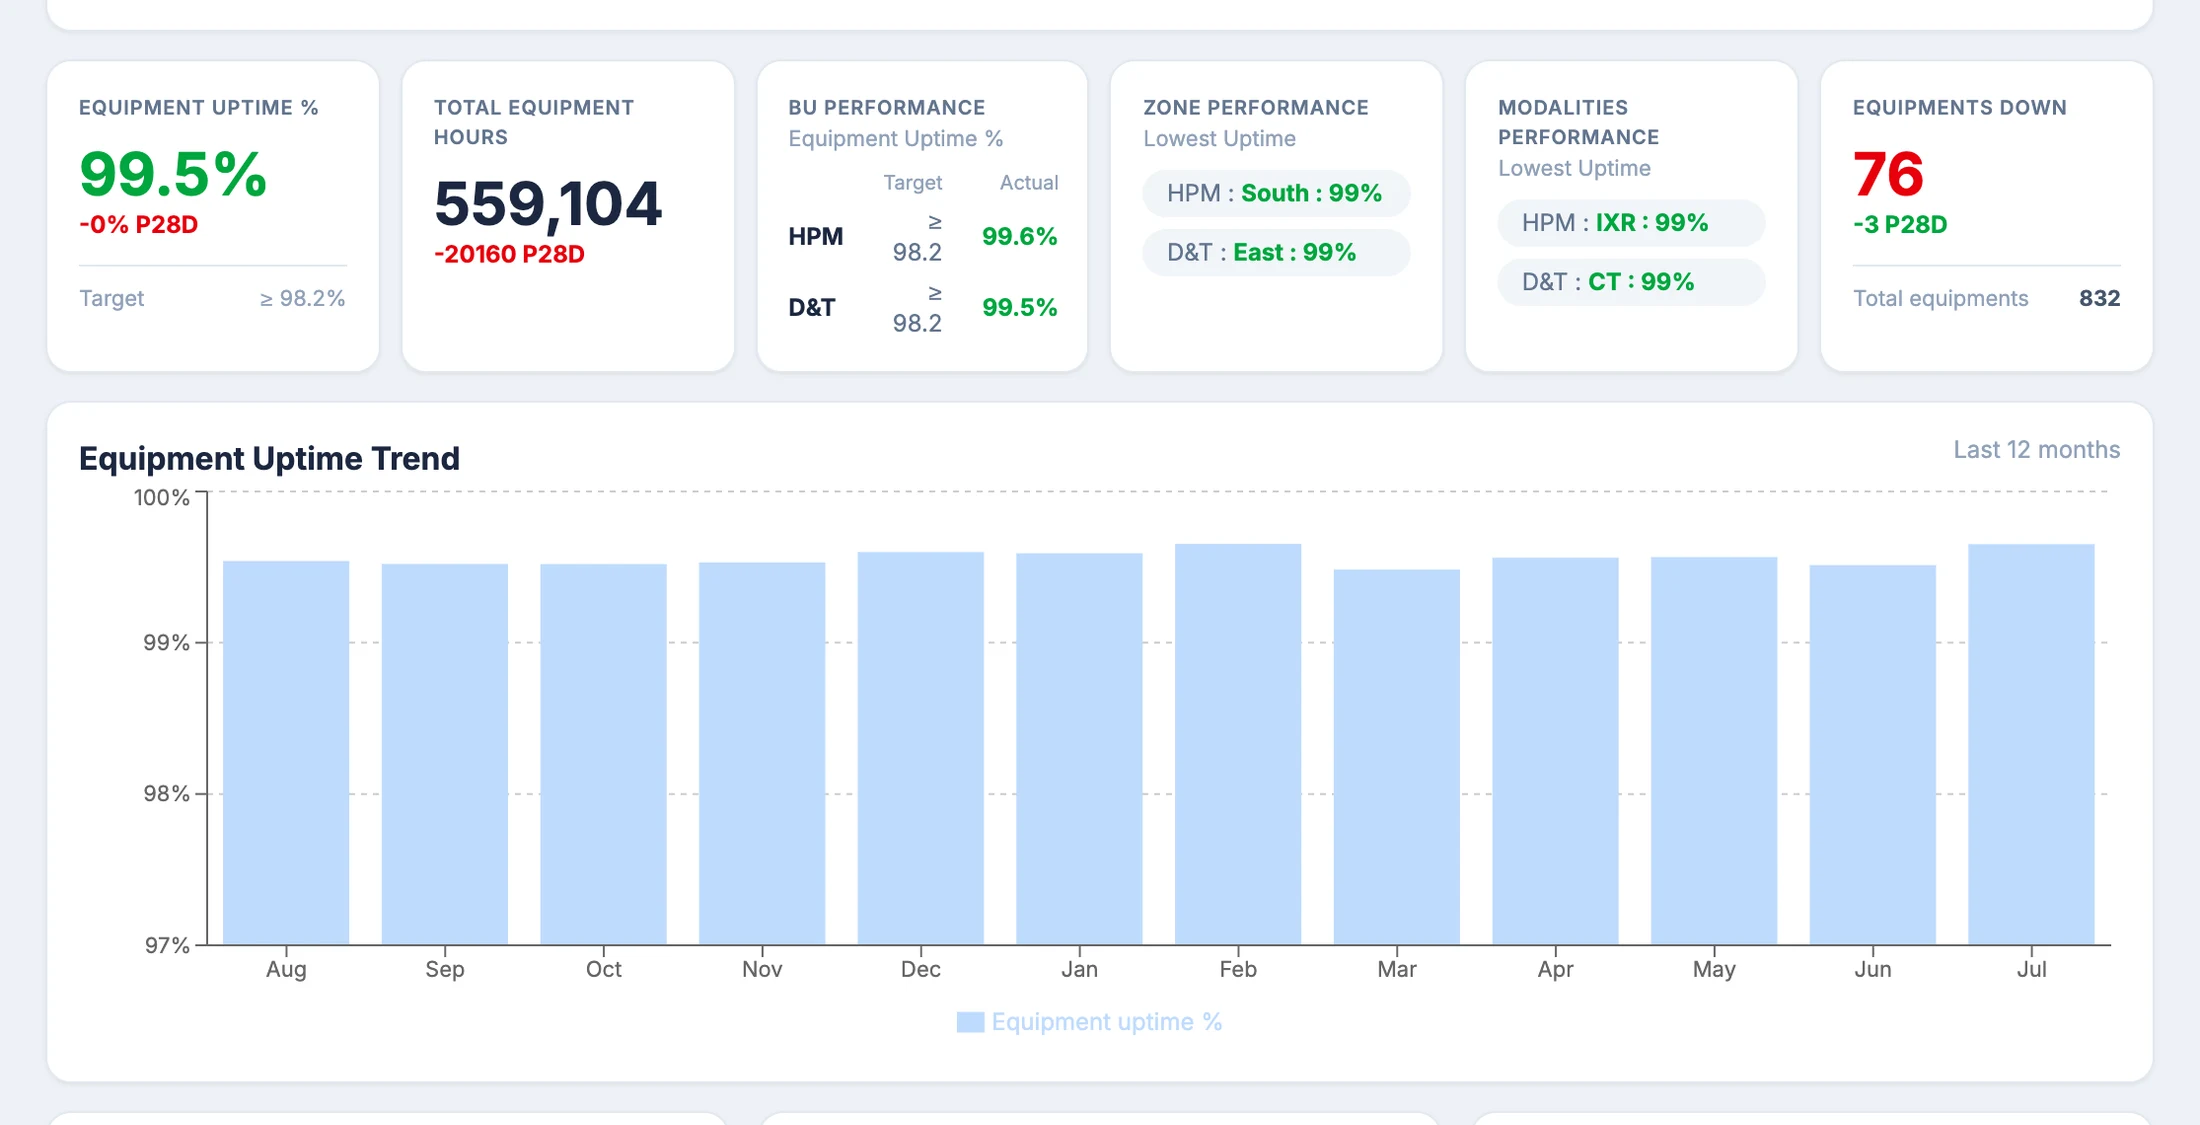 EQUIPMENT UPTIME %
99.5%
-0% P28D
Target ≥ 98.2%
TOTAL EQUIPMENT
HOURS
559,104
-20160 P28D
BU PERFORMANCE
Equipment Uptime %
Target Actual
HPM ≥ 98.2 99.6%
D&T ≥ 98.2 99.5%
ZONE PERFORMANCE
Lowest Uptime
HPM : South : 99%
D&T : East : 99%
MODALITIES
PERFORMANCE
Lowest Uptime
HPM : IXR : 99%
D&T : CT : 99%
EQUIPMENTS DOWN
76
-3 P28D
Total equipments 832
Equipment Uptime Trend
Last 12 months
100%
99%
98%
97%
Aug Sep Oct Nov Dec Jan Feb Mar Apr May Jun Jul
Equipment uptime %